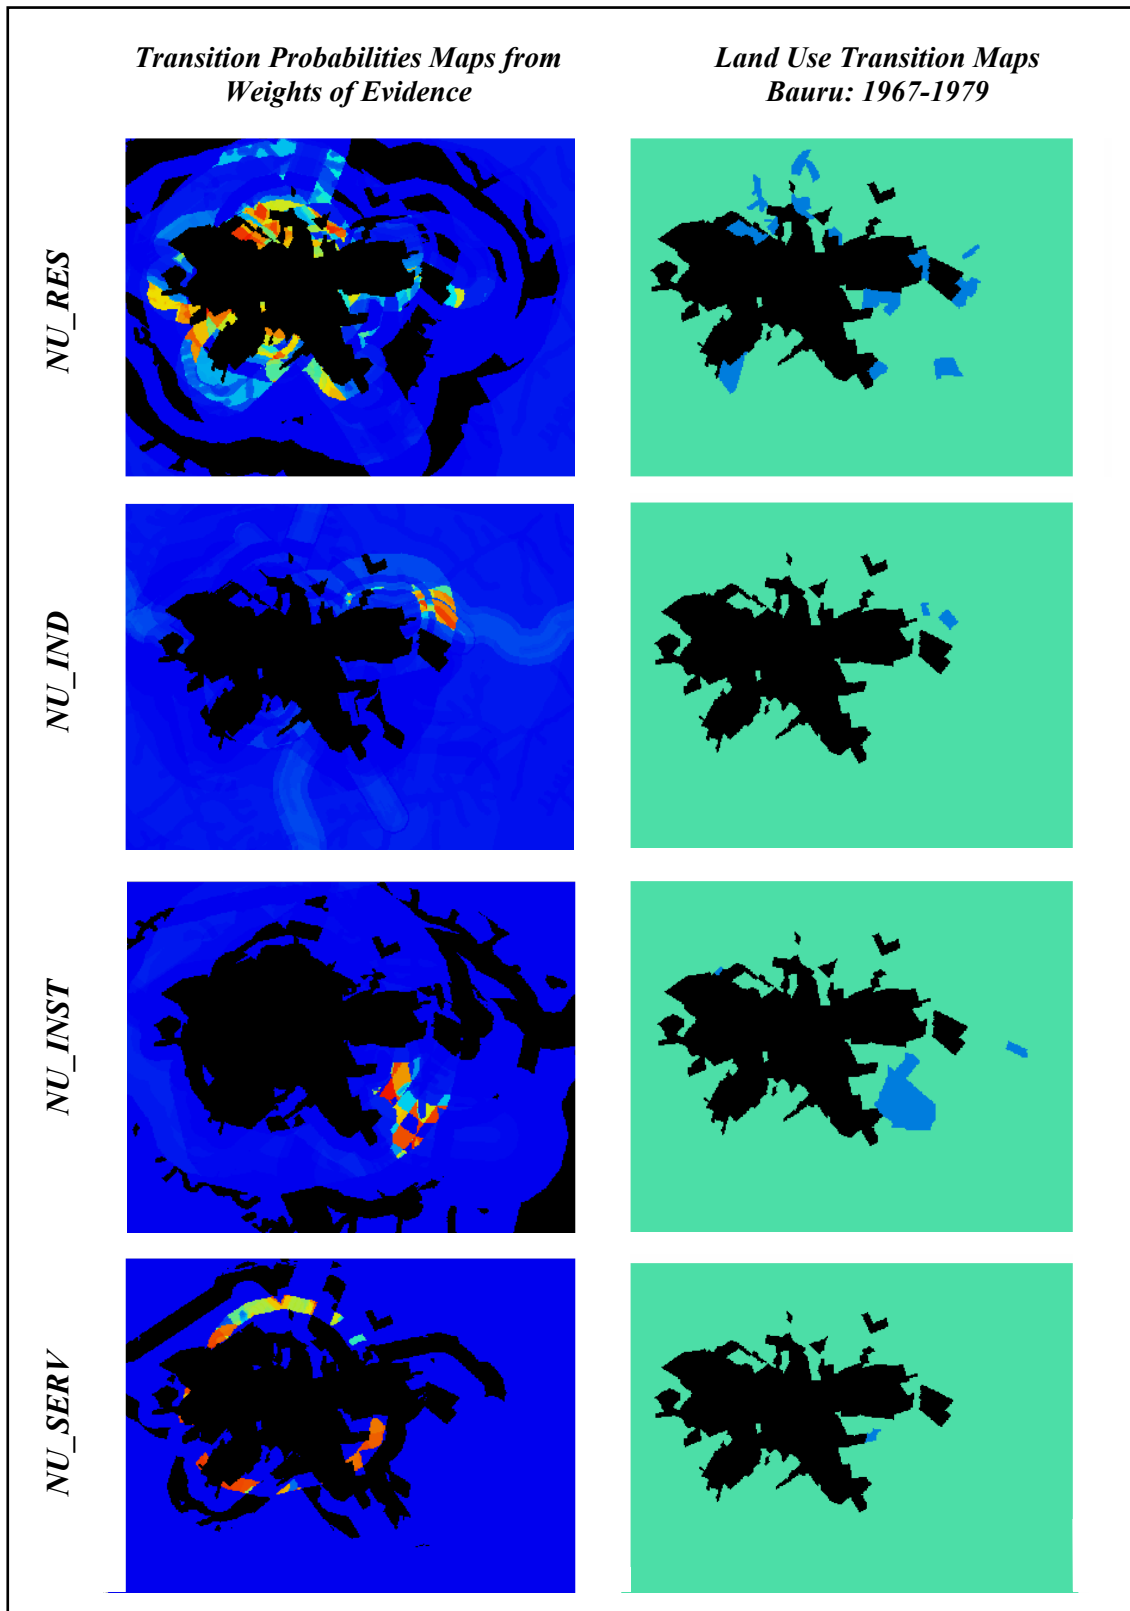 Transition Probabilities Maps from
Weights of Evidence
Land Use Transition Maps
Bauru: 1967-1979
NU_RES
NU_IND
NU_INST
NU_SERV